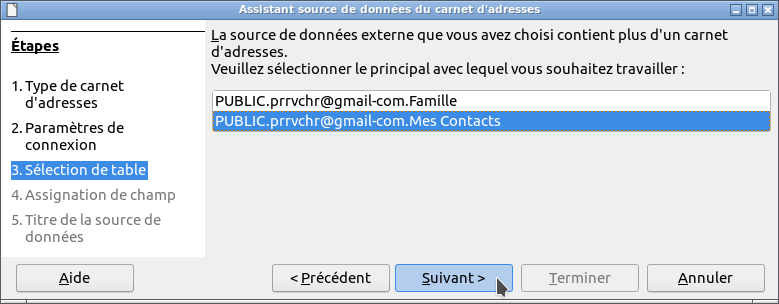 Assistant source de données du carnet d'adresses
Étapes
1. Type de carnet
d'adresses
2. Paramètres de
connexion
3. Sélection de table
4. Assignation de champ
5. Titre de la source de
données
La source de données externe que vous avez choisi contient plus d'un carnet
d'adresses.
Veuillez sélectionner le principal avec lequel vous souhaitez travailler :
PUBLIC.prrvchr@gmail-com.Famille
PUBLIC.prrvchr@gmail-com.Mes Contacts
Aide
< Précédent
Suivant >
Terminer
Annuler